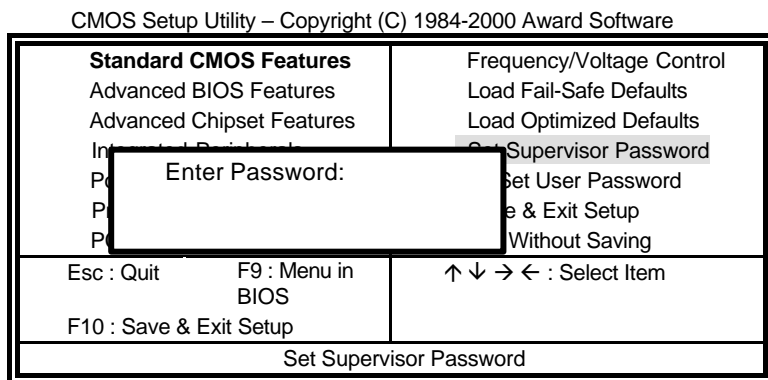 CMOS Setup Utility – Copyright (C) 1984-2000 Award Software
Standard CMOS Features
Frequency/Voltage Control
Advanced BIOS Features
Load Fail-Safe Defaults
Advanced Chipset Features
Load Optimized Defaults
Supervisor Password
Enter Password:
Set User Password
& Exit Setup
Without Saving
Esc : Quit F9 : Menu in BIOS
↑ ↓ → ← : Select Item
F10 : Save & Exit Setup
Set Supervisor Password